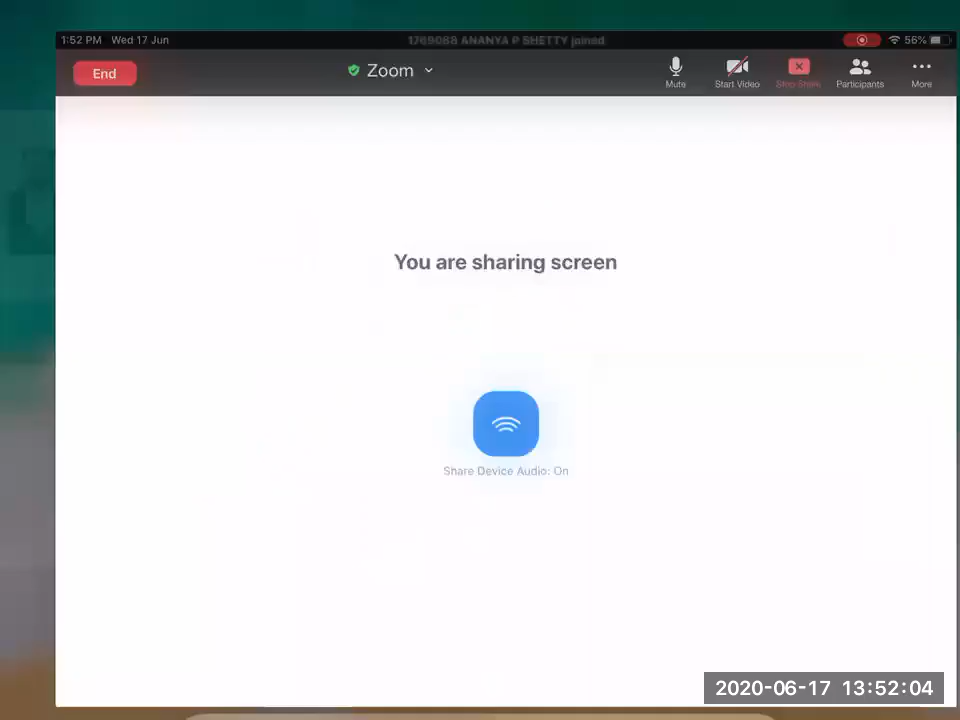 1:52 PM Wed 17 Jun
1769088 ANANYA P SHETTY joined
56%
End
Zoom
Mute
Start Video
Stop Share
Participants
More
You are sharing screen
Share Device Audio: On
2020-06-17 13:52:04